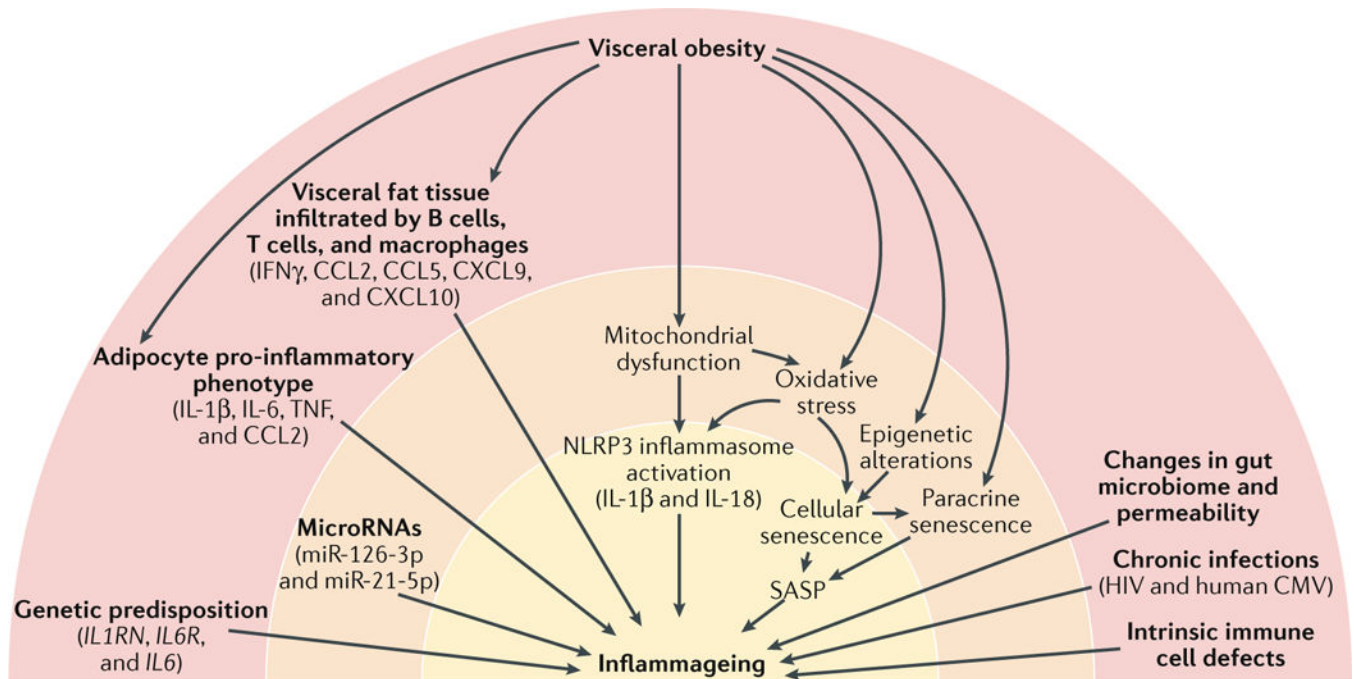 Visceral obesity
Visceral fat tissue
infiltrated by B cells,
T cells, and macrophages
(IFNγ, CCL2, CCL5, CXCL9,
and CXCL10)
Adipocyte pro-inflammatory
phenotype
(IL-1β, IL-6, TNF,
and CCL2)
MicroRNAs
(miR-126-3p
and miR-21-5p)
Genetic predisposition
(IL1RN, IL6R,
and IL6)
Mitochondrial
dysfunction
Oxidative
stress
NLRP3 inflammasome
activation
(IL-1β and IL-18)
Epigenetic
alterations
Cellular
senescence
Paracrine
senescence
SASP
Changes in gut
microbiome and
permeability
Chronic infections
(HIV and human CMV)
Intrinsic immune
cell defects
Inflammageing